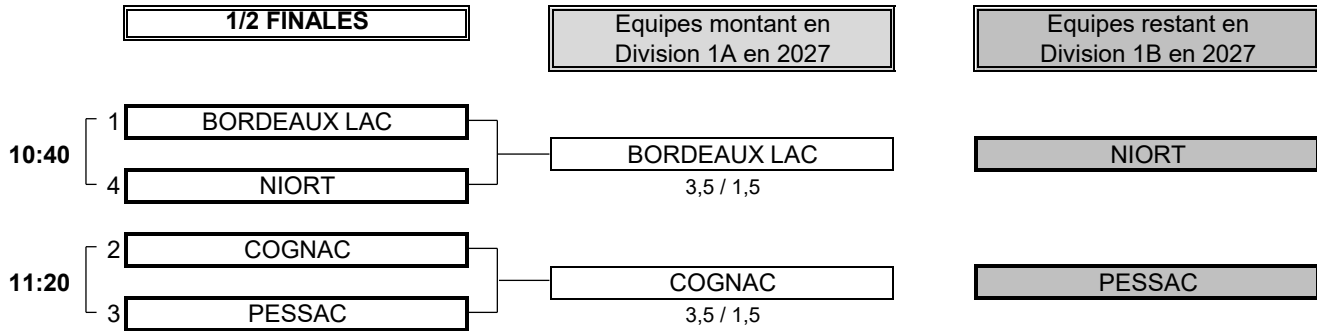 1/2 FINALES
Equipes montant en
Division 1A en 2027
Equipes restant en
Division 1B en 2027
10:40
1 BORDEAUX LAC
4 NIORT
BORDEAUX LAC
3,5 / 1,5
NIORT
11:20
2 COGNAC
3 PESSAC
COGNAC
3,5 / 1,5
PESSAC